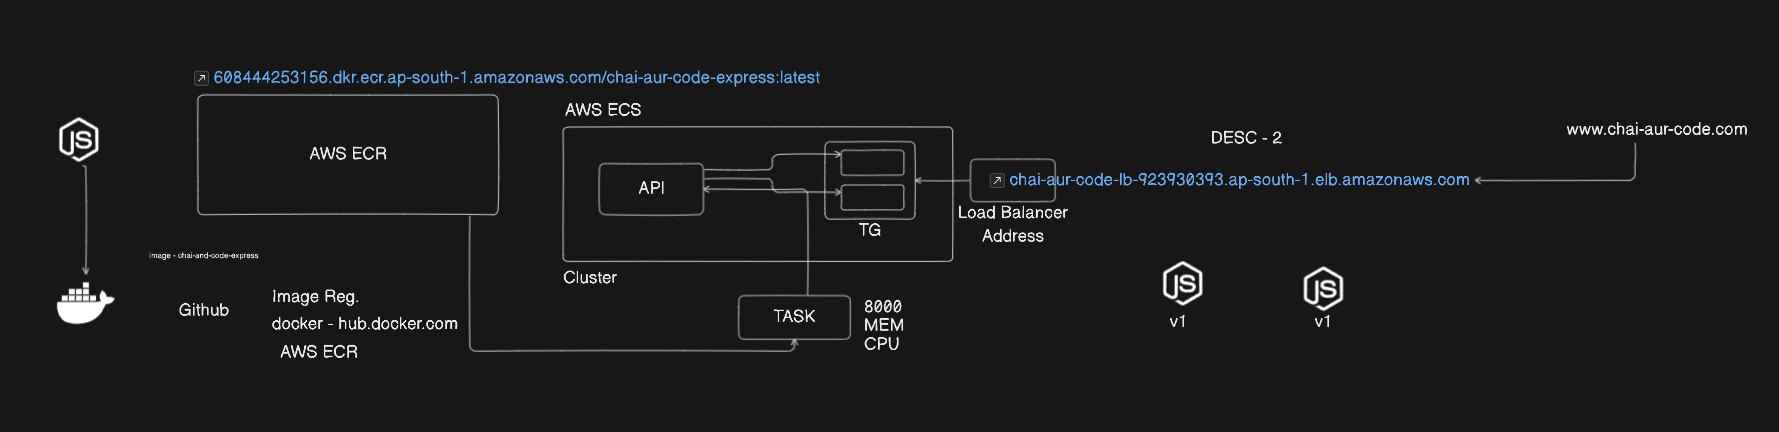 608444253156.dkr.ecr.ap-south-1.amazonaws.com/chai-aur-code-express:latest
AWS ECS
JS
AWS ECR
API
TG
DESC - 2
www.chai-aur-code.com
chai-aur-code-lb-923930393.ap-south-1.elb.amazonaws.com
Load Balancer
Address
Image - chai-and-code-express
Cluster
Github
Image Reg.
docker - hub.docker.com
AWS ECR
TASK
8000
MEM
CPU
JS
v1
JS
v1